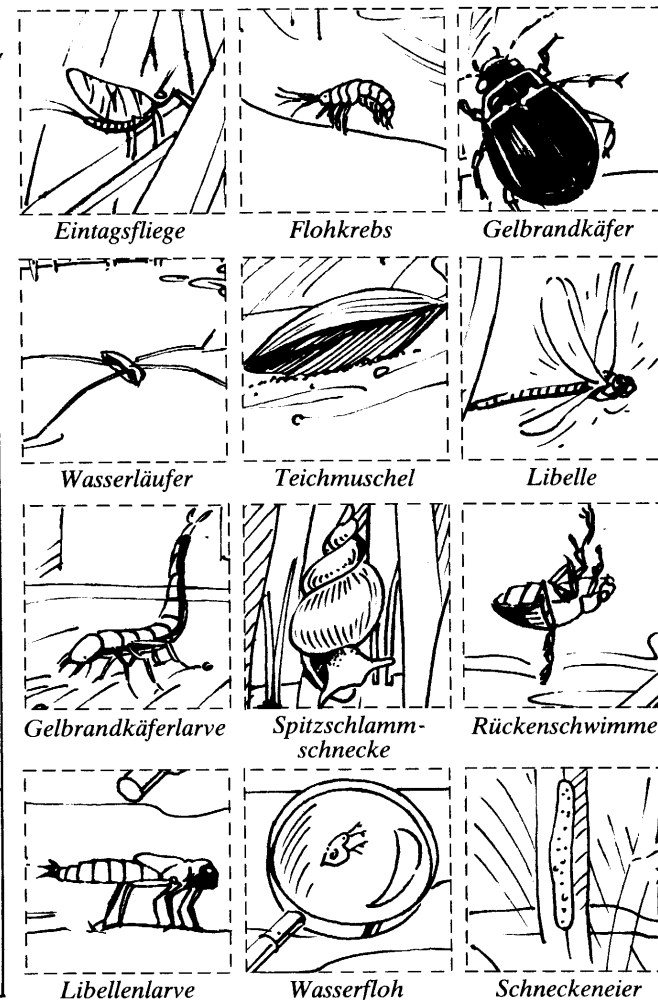 Eintagsfliege
Flohkrebs
Gelbrandkäfer
Wasserläufer
Teichmuschel
Libelle
Gelbrandkäferlarve
Spitzschlamm-
schnecke
Rückenschwimme
Libellenlarve
Wasserfloh
Schneckeneier